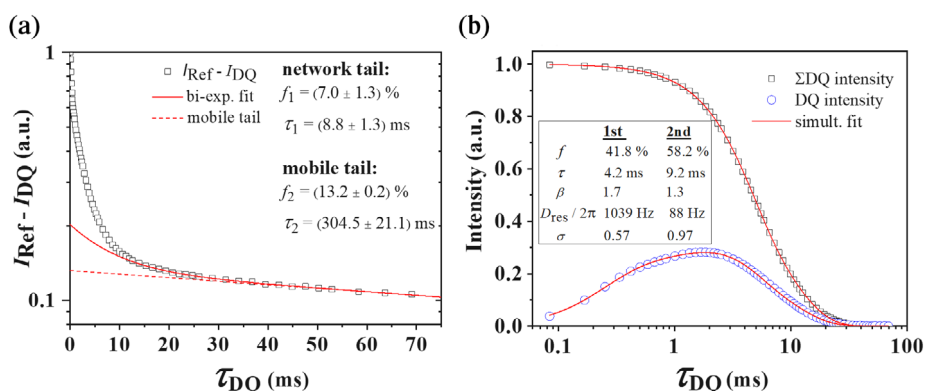 (a)
1
I_Ref - I_DQ
bi-exp. fit
mobile tail
network tail:
f₁ = (7.0 ± 1.3) %
τ₁ = (8.8 ± 1.3) ms
mobile tail:
f₂ = (13.2 ± 0.2) %
τ₂ = (304.5 ± 21.1) ms
I_Ref - I_DQ (a.u.)
0.1
0 10 20 30 40 50 60 70
τ_DQ (ms)
(b)
1.0
0.8
0.6
0.4
0.2
0.0
Intensity (a.u.)
ΣDQ intensity
DQ intensity
simult. fit
1st 2nd
f 41.8 % 58.2 %
τ 4.2 ms 9.2 ms
β 1.7 1.3
D_res / 2π 1039 Hz 88 Hz
σ 0.57 0.97
0.1 1 10 100
τ_DQ (ms)